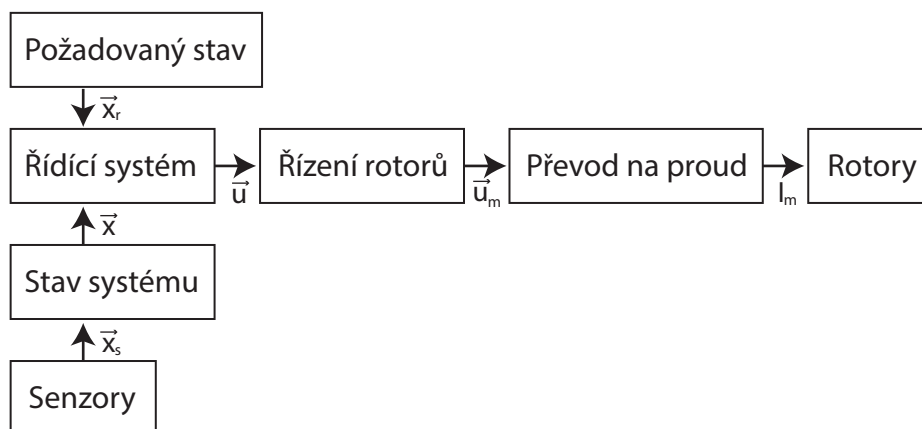 Požadovaný stav
x⃗r
Řídící systém
u⃗
Řízení rotorů
u⃗m
Převod na proud
Im
Rotory
x⃗
Stav systému
x⃗s
Senzory